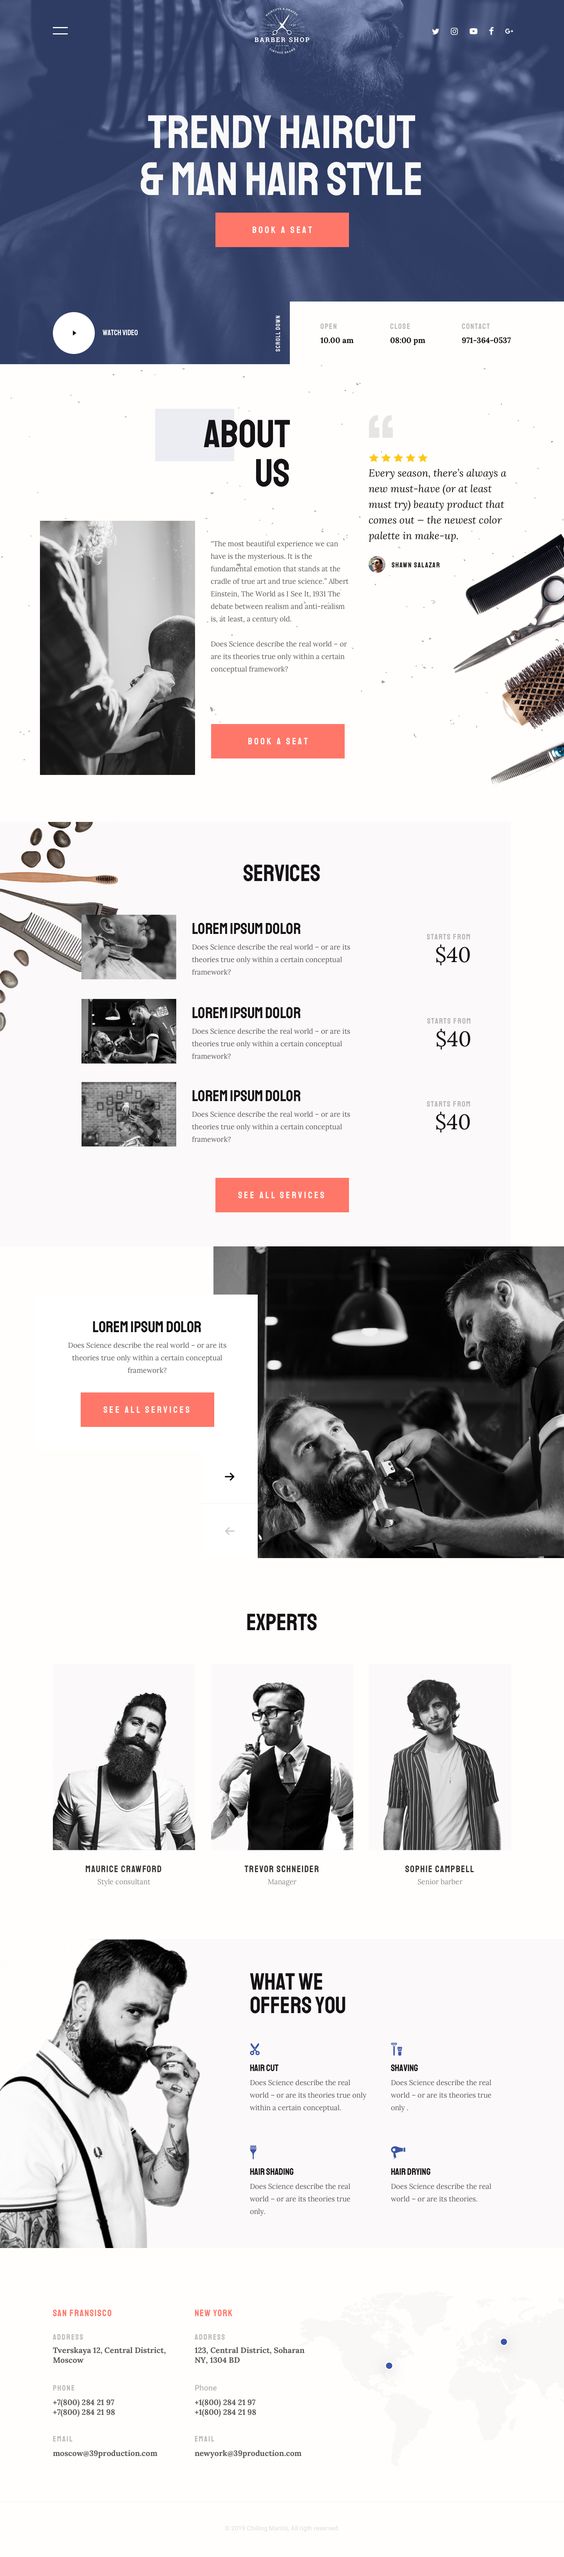 BARBER SHOP
TRENDY HAIRCUT
& MAN HAIR STYLE
BOOK A SEAT
WATCH VIDEO
SCROLL DOWN
OPEN
10.00 am
CLOSE
08:00 pm
CONTACT
971-364-0537
ABOUT
US
"The most beautiful experience we can
have is the mysterious. It is the
fundamental emotion that stands at the
cradle of true art and true science." Albert
Einstein, The World as I See It, 1931 The
debate between realism and anti-realism
is, at least, a century old.
Does Science describe the real world – or
are its theories true only within a certain
conceptual framework?
BOOK A SEAT
Every season, there's always a
new must-have (or at least
must try) beauty product that
comes out — the newest color
palette in make-up.
SHAWN SALAZAR
SERVICES
LOREM IPSUM DOLOR
Does Science describe the real world – or are its
theories true only within a certain conceptual
framework?
STARTS FROM
$40
LOREM IPSUM DOLOR
Does Science describe the real world – or are its
theories true only within a certain conceptual
framework?
STARTS FROM
$40
LOREM IPSUM DOLOR
Does Science describe the real world – or are its
theories true only within a certain conceptual
framework?
STARTS FROM
$40
SEE ALL SERVICES
LOREM IPSUM DOLOR
Does Science describe the real world – or are its
theories true only within a certain conceptual
framework?
SEE ALL SERVICES
EXPERTS
MAURICE CRAWFORD
Style consultant
TREVOR SCHNEIDER
Manager
SOPHIE CAMPBELL
Senior barber
WHAT WE
OFFERS YOU
HAIR CUT
Does Science describe the real
world – or are its theories true only
within a certain conceptual.
SHAVING
Does Science describe the real
world – or are its theories true
only .
HAIR SHADING
Does Science describe the real
world – or are its theories true
only.
HAIR DRYING
Does Science describe the real
world – or are its theories.
SAN FRANSISCO
ADDRESS
Tverskaya 12, Central District,
Moscow
PHONE
+7(800) 284 21 97
+7(800) 284 21 98
EMAIL
moscow@39production.com
NEW YORK
ADDRESS
123, Central District, Soharan
NY, 1304 BD
Phone
+1(800) 284 21 97
+1(800) 284 21 98
EMAIL
newyork@39production.com